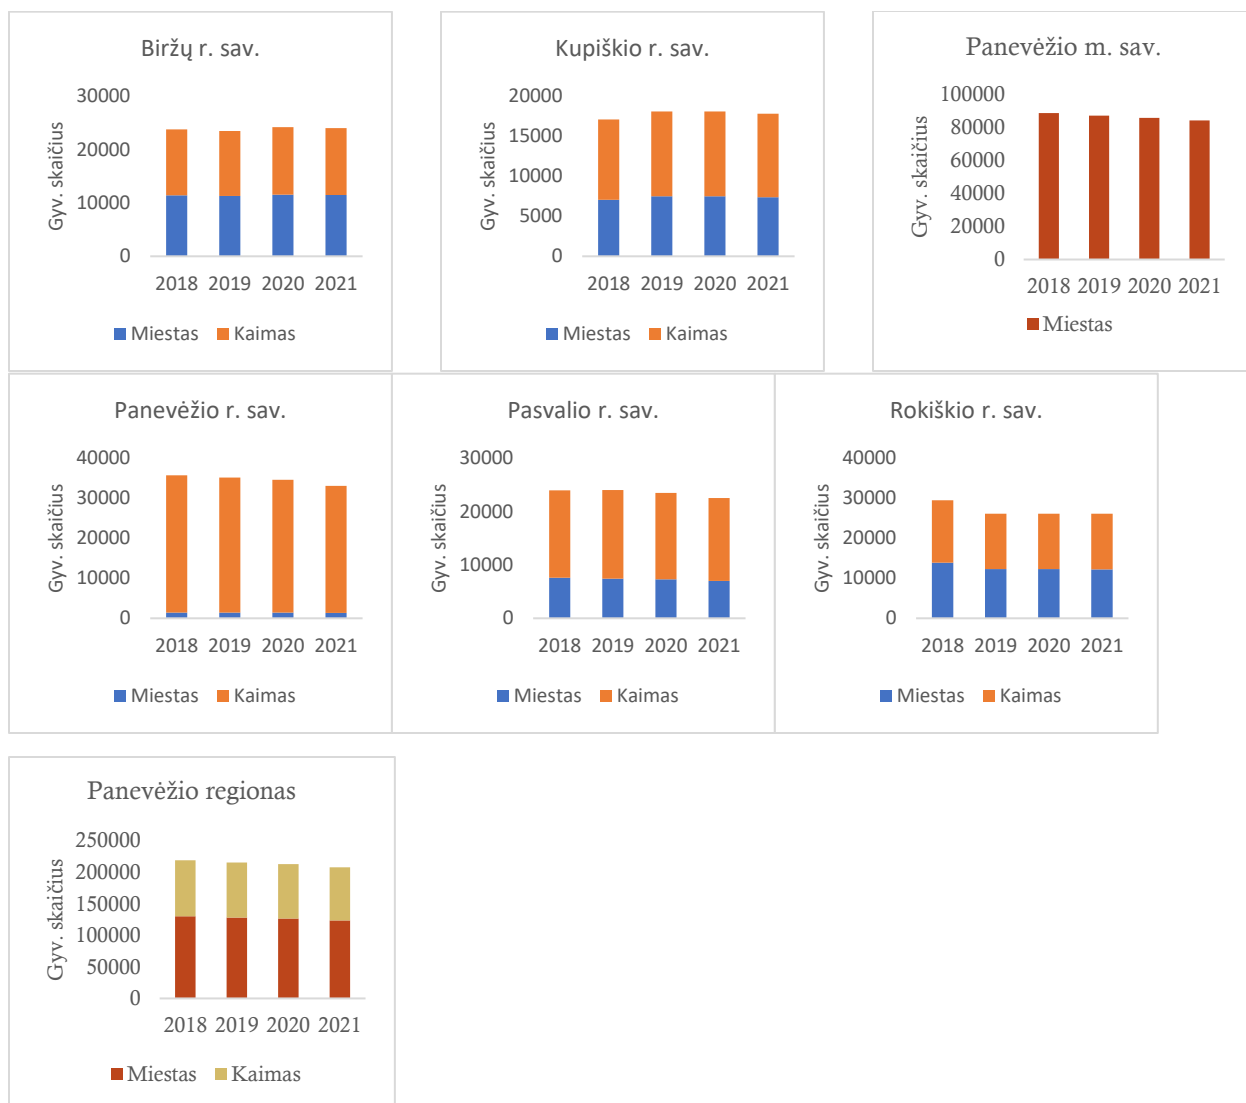 Biržų r. sav.
Gyv. skaičius
30000
20000
10000
0
2018 2019 2020 2021
Miestas Kaimas
Kupiškio r. sav.
Gyv. skaičius
20000
15000
10000
5000
0
2018 2019 2020 2021
Miestas Kaimas
Panevėžio m. sav.
Gyv. skaičius
100000
80000
60000
40000
20000
0
2018 2019 2020 2021
Miestas
Panevėžio r. sav.
Gyv. skaičius
40000
30000
20000
10000
0
2018 2019 2020 2021
Miestas Kaimas
Pasvalio r. sav.
Gyv. skaičius
30000
20000
10000
0
2018 2019 2020 2021
Miestas Kaimas
Rokiškio r. sav.
Gyv. skaičius
40000
30000
20000
10000
0
2018 2019 2020 2021
Miestas Kaimas
Panevėžio regionas
Gyv. skaičius
250000
200000
150000
100000
50000
0
2018 2019 2020 2021
Miestas Kaimas